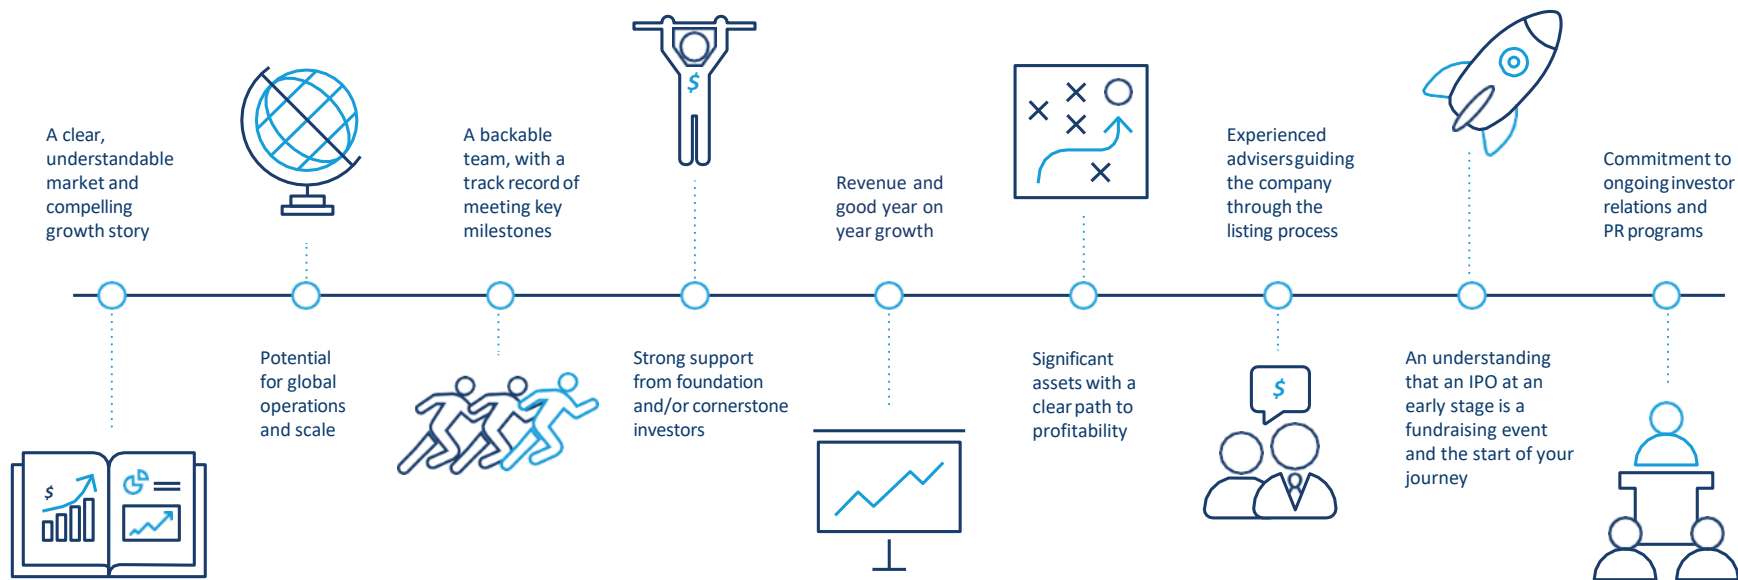 A clear,
understandable
market and
compelling
growth story
$
Potential
for global
operations
and scale
A backable
team, with a
track record of
meeting key
milestones
$
Strong support
from foundation
and/or cornerstone
investors
Revenue and
good year on
year growth
Significant
assets with a
clear path to
profitability
Experienced
advisers guiding
the company
through the
listing process
$
An understanding
that an IPO at an
early stage is a
fundraising event
and the start of your
journey
Commitment to
ongoing investor
relations and
PR programs